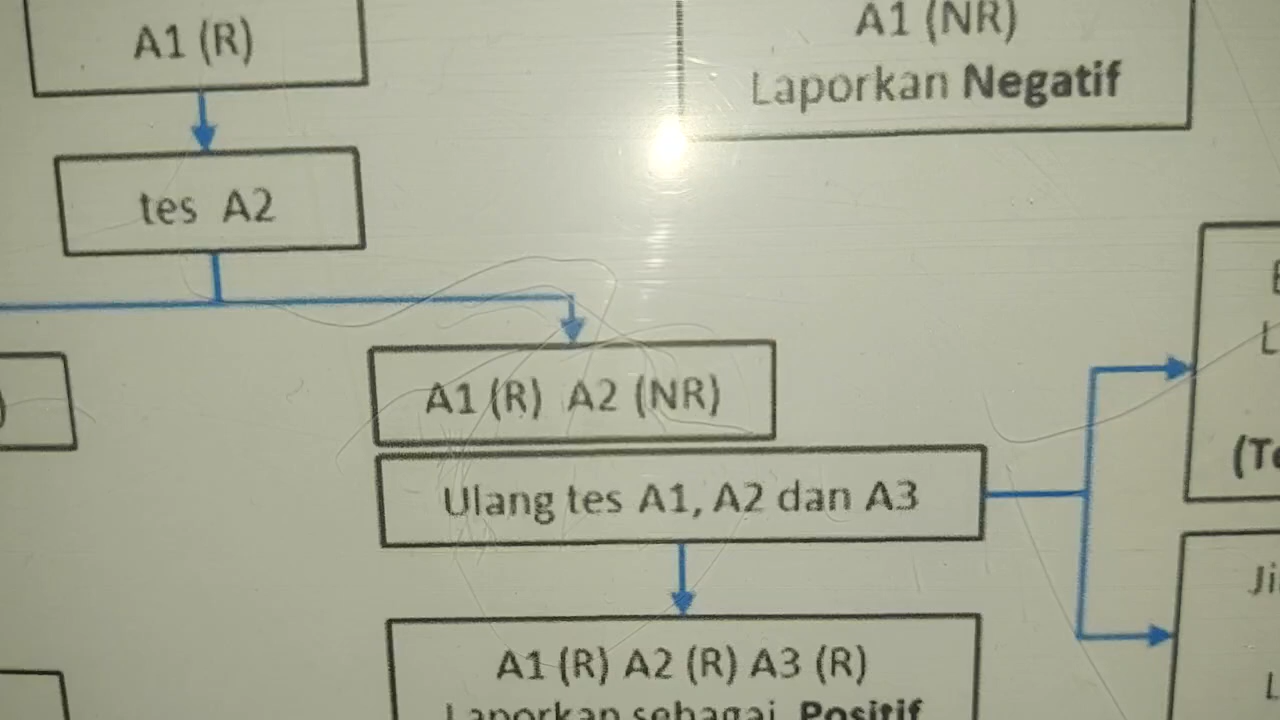 A1 (R)
A1 (NR)
Laporkan Negatif
tes A2
A1 (R) A2 (NR)
Ulang tes A1, A2 dan A3
A1 (R) A2 (R) A3 (R)
Laporkan sebagai Positif